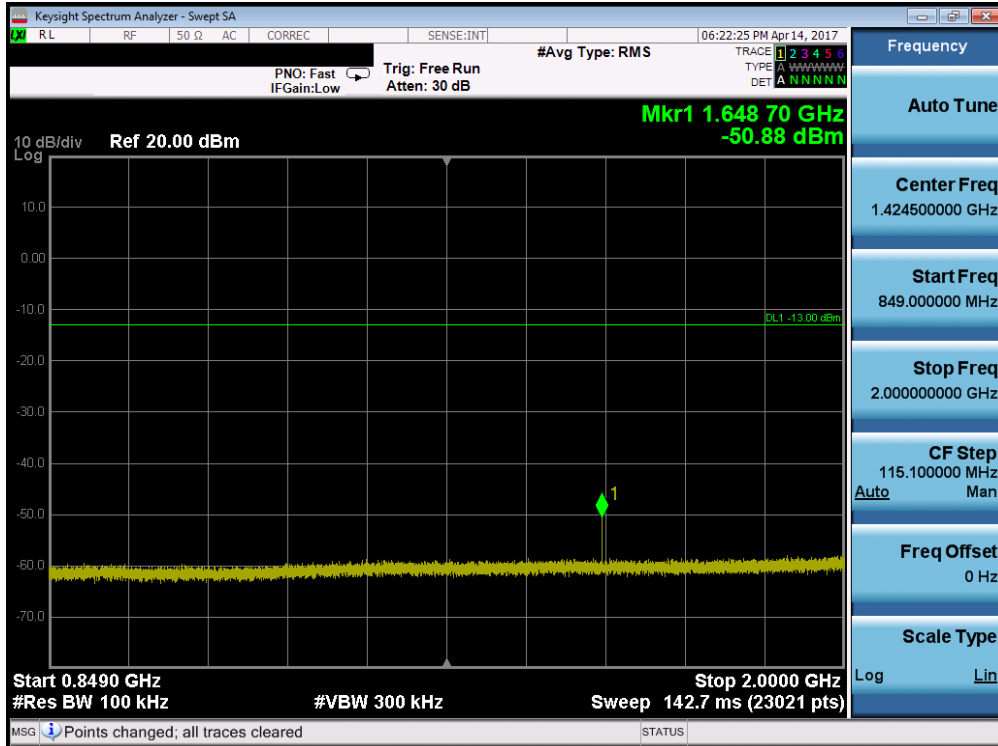 Keysight Spectrum Analyzer - Swept SA
LXI RL RF 50 Ω AC CORREC SENSE:INT 06:22:25 PM Apr 14, 2017
#Avg Type: RMS TRACE 1 2 3 4 5 6
PNO: Fast Trig: Free Run TYPE A WWWWW
IFGain:Low Atten: 30 dB DET A N N N N N
Mkr1 1.648 70 GHz
10 dB/div Ref 20.00 dBm -50.88 dBm
Log
10.0
0.00
-10.0
DL1 -13.00 dBm
-20.0
-30.0
-40.0
1
-50.0
-60.0
-70.0
Start 0.8490 GHz Stop 2.0000 GHz
#Res BW 100 kHz #VBW 300 kHz Sweep 142.7 ms (23021 pts)
MSG Points changed; all traces cleared STATUS
Frequency
Auto Tune
Center Freq
1.424500000 GHz
Start Freq
849.000000 MHz
Stop Freq
2.000000000 GHz
CF Step
115.100000 MHz
Auto Man
Freq Offset
0 Hz
Scale Type
Log Lin